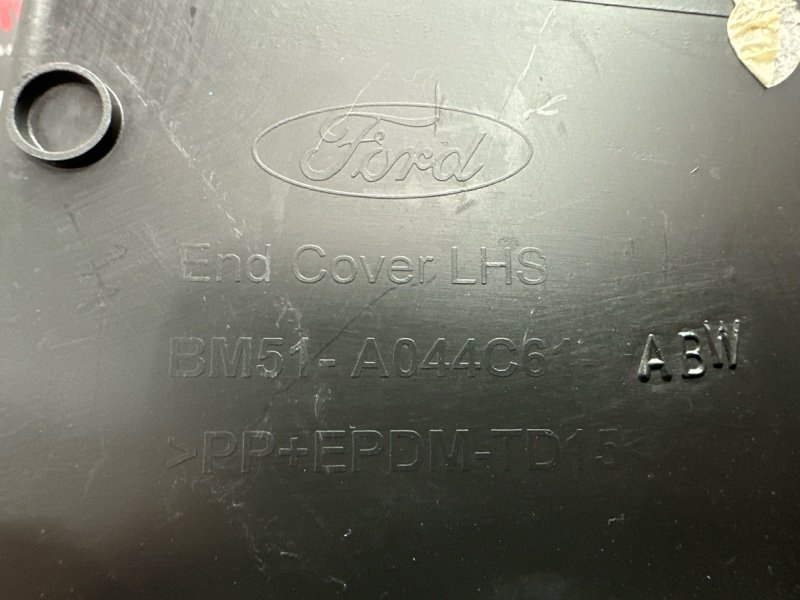 Ford
End Cover LHS
BM51- A044C61 ABW
>PP+EPDM-TD15<